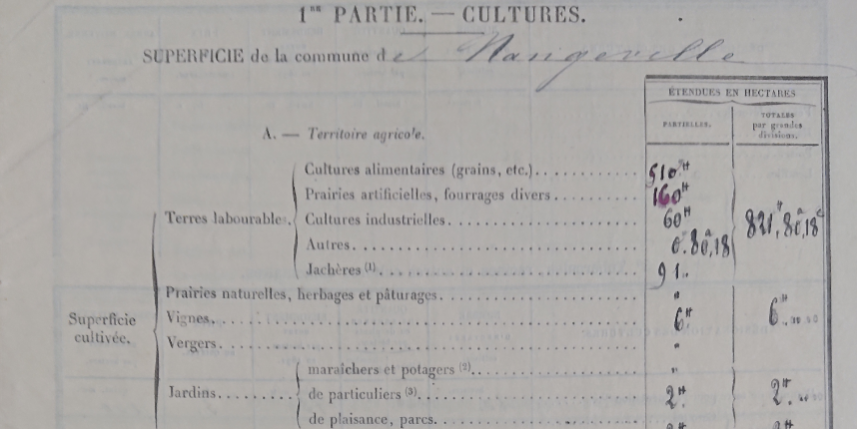 1re PARTIE. — CULTURES.
SUPERFICIE de la commune de Nangeville
ÉTENDUES EN HECTARES
PARTIELLES. TOTALES par grandes divisions.
A. — Territoire agricole.
Cultures alimentaires (grains, etc.) 510.H
Prairies artificielles, fourrages divers 160H
Terres labourables. Cultures industrielles 60H 821H,80a,18c
Autres 0.80,18
Jachères (1) 91..
Prairies naturelles, herbages et pâturages "
Superficie cultivée. Vignes 6H 6H
Vergers "
maraîchers et potagers (2) "
Jardins de particuliers (3) 2H 2H
de plaisance, parcs.